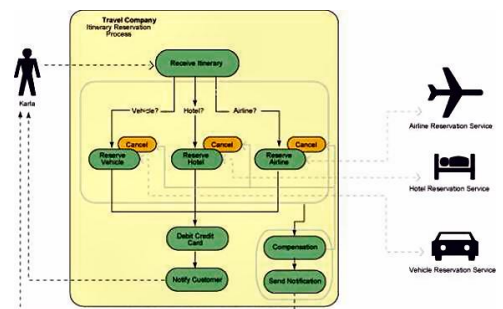 Travel Company
Itinerary Reservation
Process
Receive Itinerary
Karla
Vehicle?
Hotel?
Airline?
Cancel
Cancel
Cancel
Reserve
Vehicle
Reserve
Hotel
Reserve
Airline
Airline Reservation Service
Hotel Reservation Service
Debit Credit
Card
Compensation
Notify Customer
Send Notification
Vehicle Reservation Service